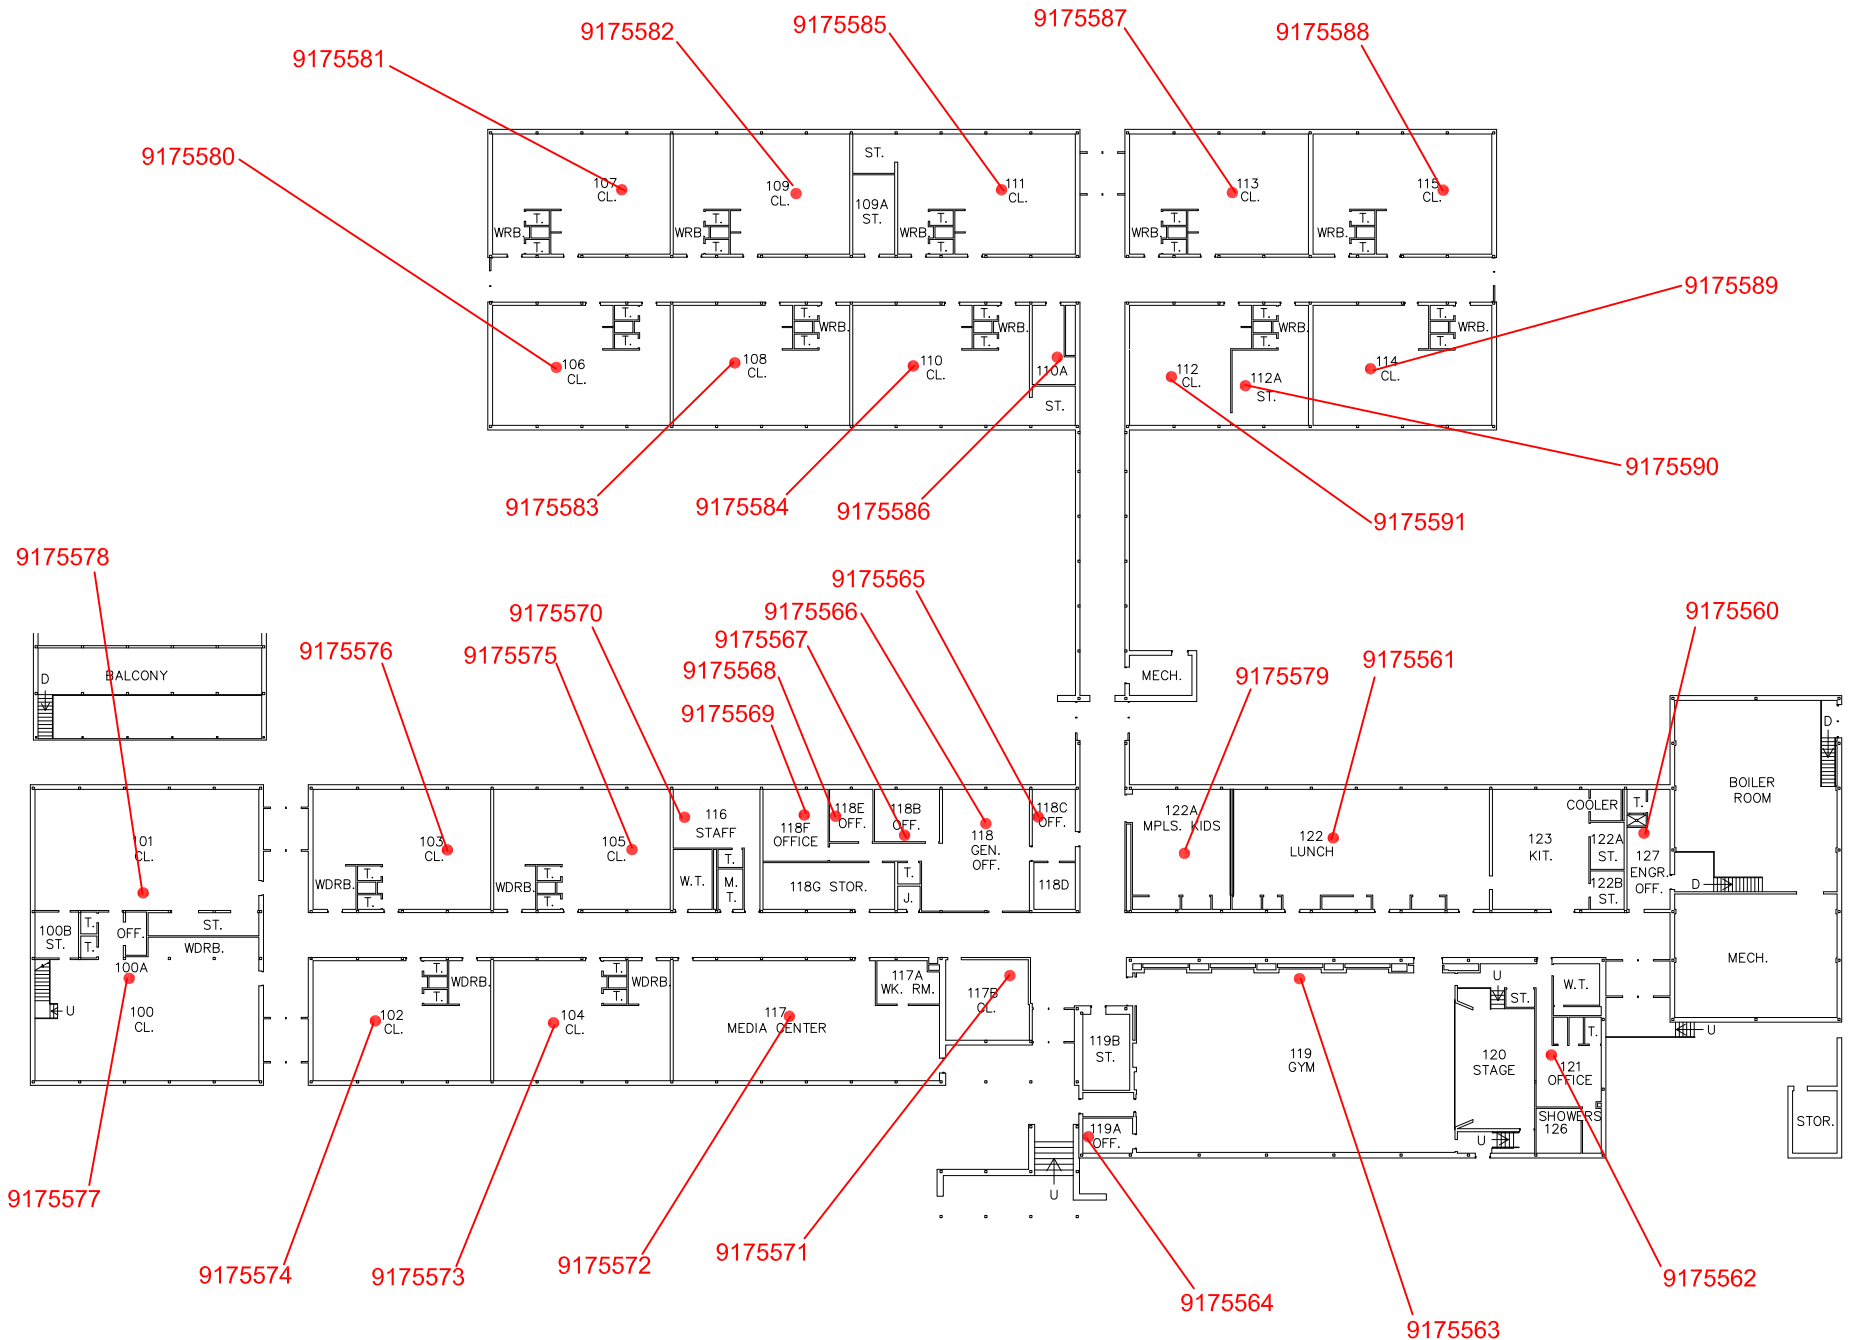 9175587
9175585
9175582
9175588
9175581
9175580
ST.
107
CL.
109
CL.
109A
ST.
111
CL.
113
CL.
115
CL.
WRB.
T.
T.
WRB.
T.
T.
WRB.
T.
T.
WRB.
T.
T.
WRB.
T.
T.
9175589
T.
T.
T.
T.
WRB.
T.
T.
WRB.
T.
T.
WRB.
T.
T.
WRB.
106
CL.
108
CL.
110
CL.
110A
ST.
112
CL.
112A
ST.
114
CL.
9175590
9175583
9175584
9175586
9175591
9175578
9175565
9175570
9175566
9175560
9175567
9175576
9175575
9175568
9175561
9175579
9175569
BALCONY
D
MECH.
D
BOILER
ROOM
101
CL.
103
CL.
105
CL.
116
STAFF
118F
OFFICE
118E
OFF.
118B
OFF.
118
GEN.
OFF.
118C
OFF.
122A
MPLS. KIDS
122
LUNCH
123
KIT.
COOLER
T.
122A
ST.
122B
ST.
127
ENGR.
OFF.
D
WDRB.
T.
T.
WDRB.
T.
T.
W.T.
T.
M.
T.
118G STOR.
T.
J.
118D
100B
ST.
T.
T.
OFF.
ST.
WDRB.
100A
100
CL.
U
102
CL.
T.
T.
WDRB.
104
CL.
T.
T.
WDRB.
117
MEDIA CENTER
117A
WK. RM.
117B
CL.
119B
ST.
119
GYM
U
ST.
W.T.
T.
MECH.
U
120
STAGE
121
OFFICE
SHOWERS
126
U
119A
OFF.
STOR.
U
9175577
9175574
9175573
9175572
9175571
9175564
9175563
9175562